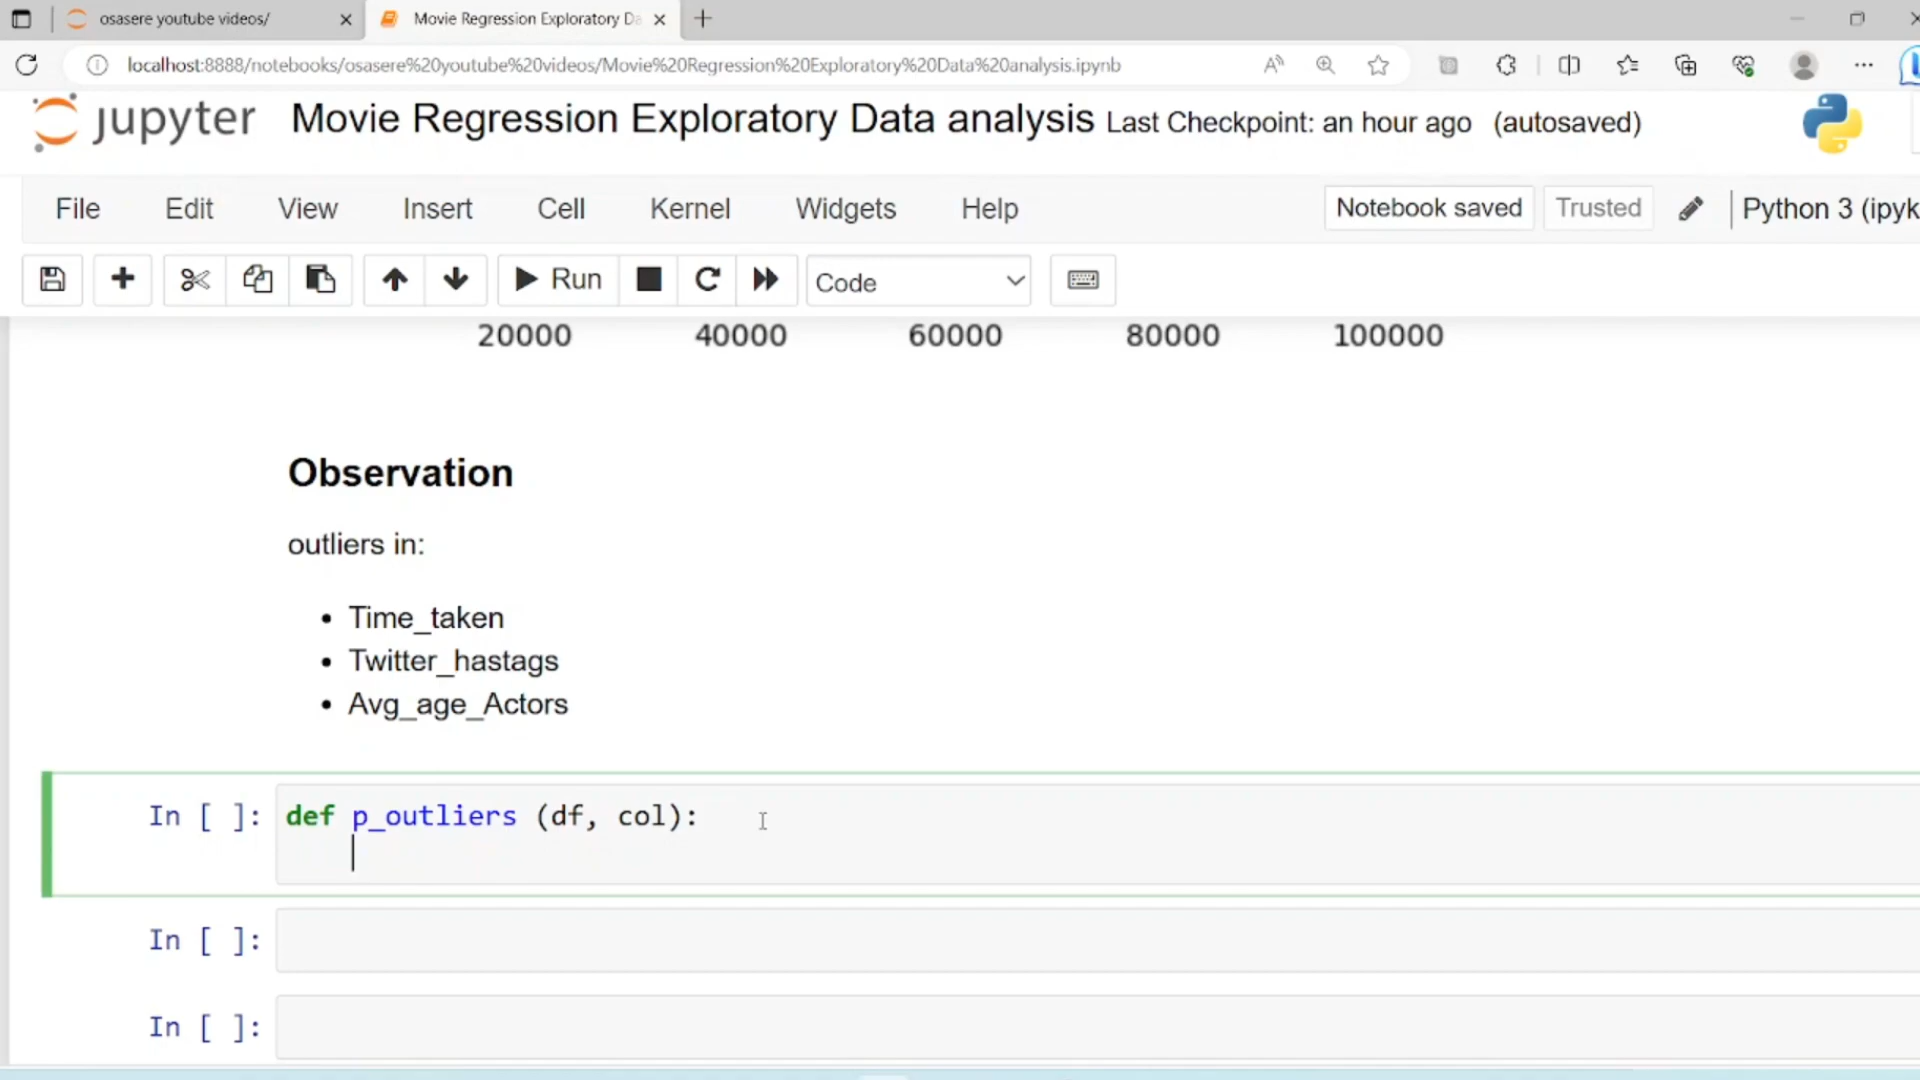 osasere youtube videos/
Movie Regression Exploratory Da
localhost:8888/notebooks/osasere%20youtube%20videos/Movie%20Regression%20Exploratory%20Data%20analysis.ipynb
jupyter Movie Regression Exploratory Data analysis Last Checkpoint: an hour ago (autosaved)
File Edit View Insert Cell Kernel Widgets Help Notebook saved Trusted Python 3 (ipyk
Run Code
20000 40000 60000 80000 100000
Observation
outliers in:
• Time_taken
• Twitter_hastags
• Avg_age_Actors
In [ ]: def p_outliers (df, col):
In [ ]:
In [ ]: